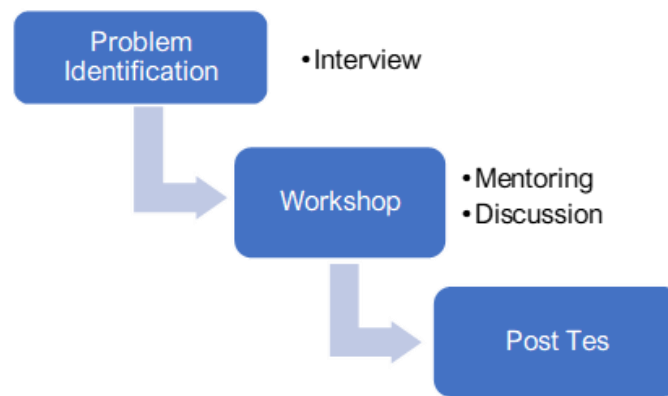 Problem
Identification
•Interview
Workshop
•Mentoring
•Discussion
Post Tes